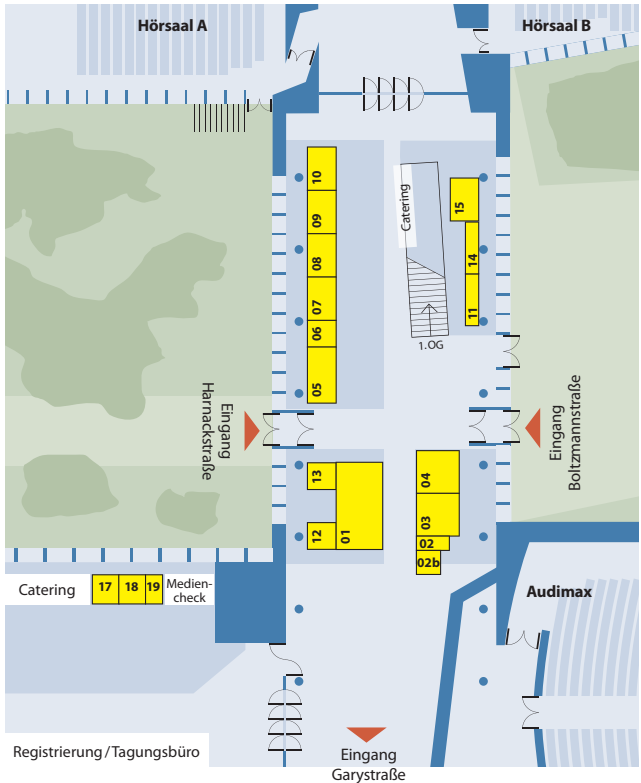 Hörsaal A
Hörsaal B
10
09
08
07
06
05
Catering
15
14
11
1.OG
Eingang
Harnackstraße
Eingang
Boltzmannstraße
13
12
01
04
03
02
02b
Catering
17
18
19
Medien-
check
Audimax
Registrierung/Tagungsbüro
Eingang
Garystraße